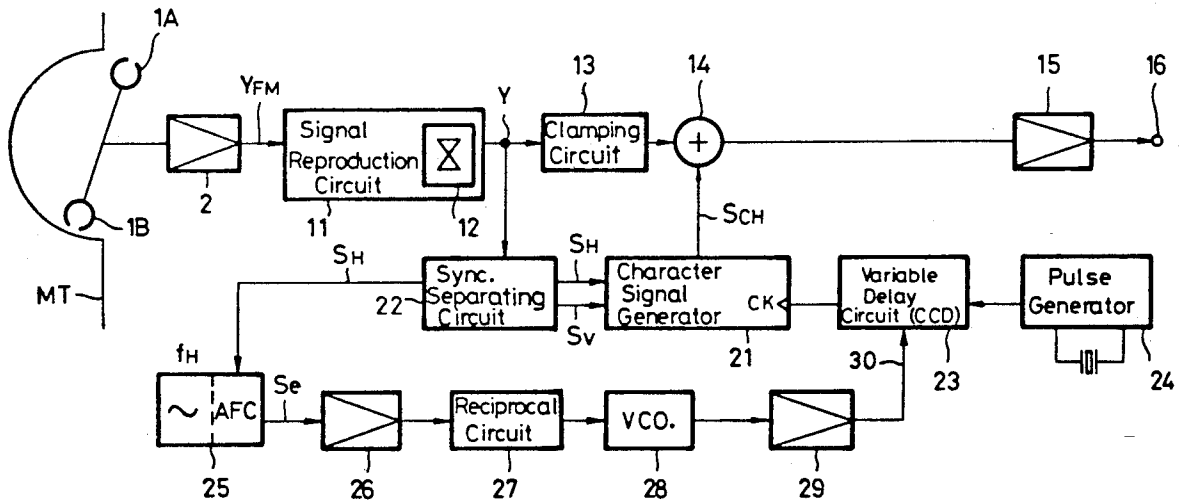 1A
13
14
15
16
YFM
Y
Signal
Reproduction
Circuit
Clamping
Circuit
+
2
11
12
1B
SCH
SH
SH
MT
22
Sync.
Separating
Circuit
Character
Signal
Generator
CK
Variable
Delay
Circuit (CCD)
Pulse
Generator
SV
21
30
23
24
fH
Se
~
AFC
Reciprocal
Circuit
VCO.
25
26
27
28
29